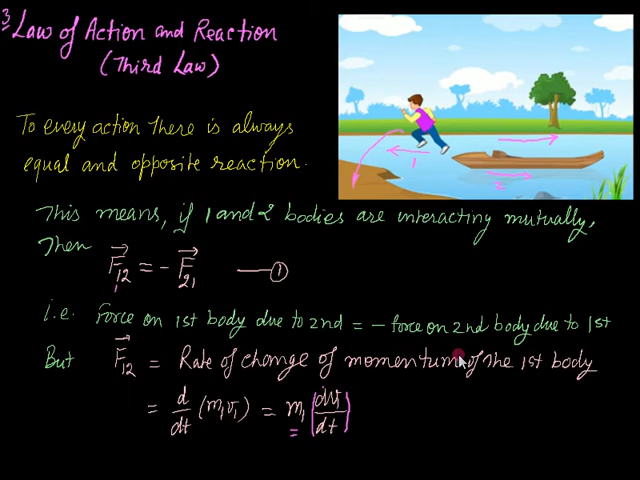 3 Law of Action and Reaction
(Third Law)
To every action there is always
equal and opposite reaction.
1
2
This means, if 1 and 2 bodies are interacting mutually,
Then
F⃗₁₂ = - F⃗₂₁ —— ①
i.e. Force on 1st body due to 2nd = - force on 2nd body due to 1st
But F⃗₁₂ = Rate of change of momentum of the 1st body
= d/dt (m₁v₁) = m₁ (dv₁/dt)